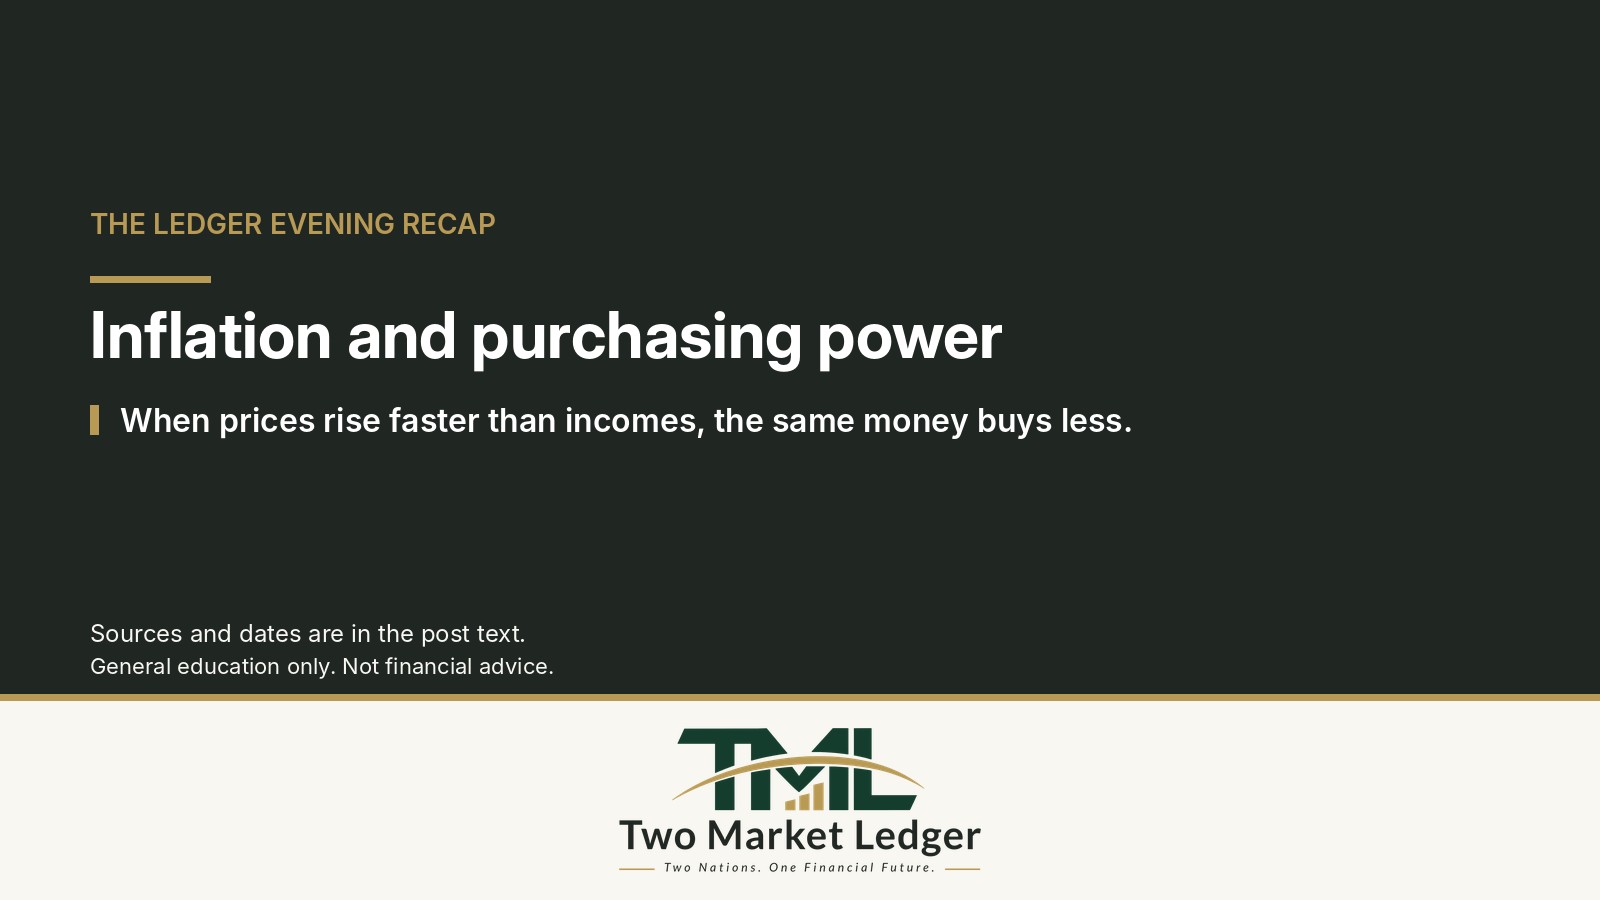 THE LEDGER EVENING RECAP
Inflation and purchasing power
When prices rise faster than incomes, the same money buys less.
Sources and dates are in the post text.
General education only. Not financial advice.
TML
Two Market Ledger
Two Nations. One Financial Future.